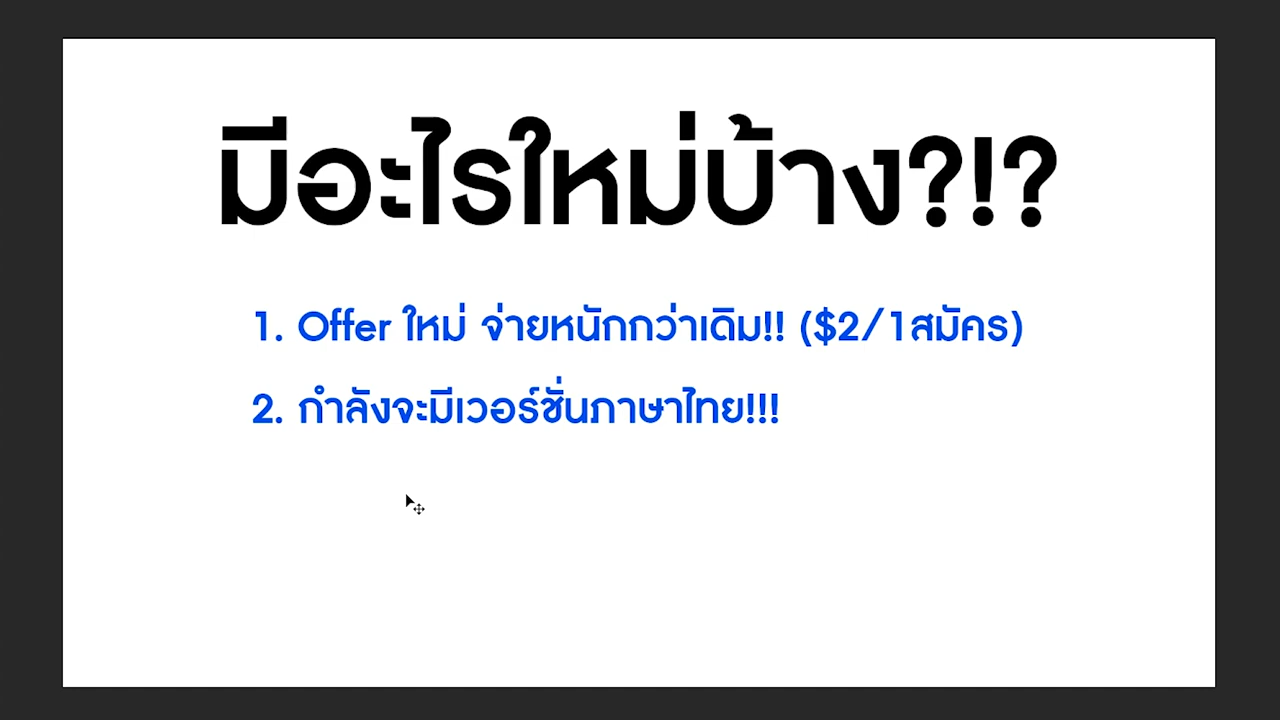 มีอะไรใหม่บ้าง?!?
1. Offer ใหม่ จ่ายหนักกว่าเดิม!! ($2/1สมัคร)
2. กำลังจะมีเวอร์ชั่นภาษาไทย!!!